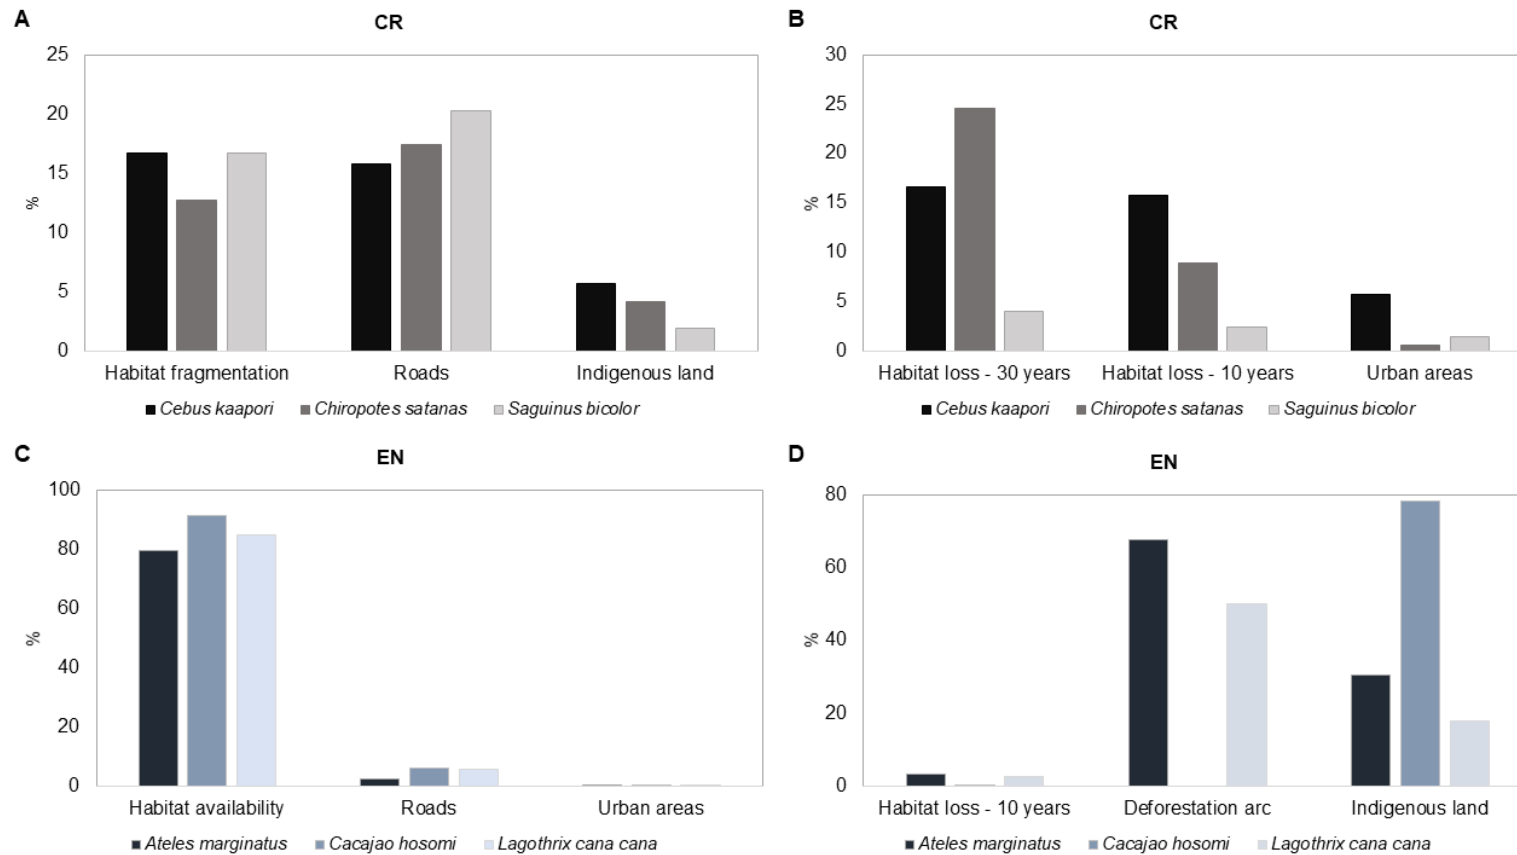 A
CR
25
20
15
10
5
0
%
Habitat fragmentation Roads Indigenous land
Cebus kaapori Chiropotes satanas Saguinus bicolor
B
CR
30
25
20
15
10
5
0
%
Habitat loss - 30 years Habitat loss - 10 years Urban areas
Cebus kaapori Chiropotes satanas Saguinus bicolor
C
EN
100
80
60
40
20
0
%
Habitat availability Roads Urban areas
Ateles marginatus Cacajao hosomi Lagothrix cana cana
D
EN
80
60
40
20
0
%
Habitat loss - 10 years Deforestation arc Indigenous land
Ateles marginatus Cacajao hosomi Lagothrix cana cana